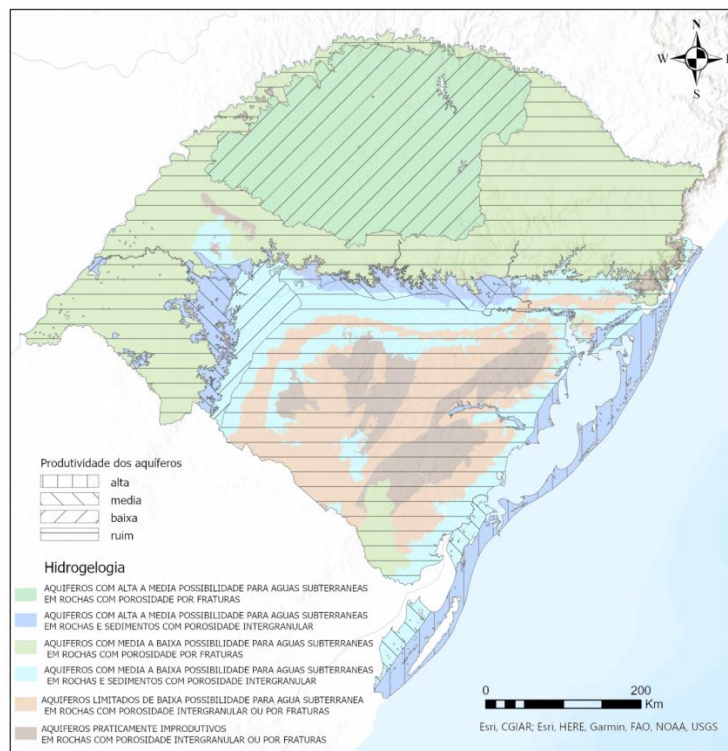 N
W
E
S
Produtividade dos aquíferos
alta
media
baixa
ruim
Hidrogelogia
AQUIFEROS COM ALTA A MEDIA POSSIBILIDADE PARA AGUAS SUBTERRANEAS
EM ROCHAS COM POROSIDADE POR FRATURAS
AQUIFEROS COM ALTA A MEDIA POSSIBILIDADE PARA AGUAS SUBTERRANEAS
EM ROCHAS E SEDIMENTOS COM POROSIDADE INTERGRANULAR
AQUIFEROS COM MEDIA A BAIXA POSSIBILIDADE PARA AGUAS SUBTERRANEAS
EM ROCHAS COM POROSIDADE POR FRATURAS
AQUIFEROS COM MEDIA A BAIXA POSSIBILIDADE PARA AGUAS SUBTERRANEAS
EM ROCHAS E SEDIMENTOS COM POROSIDADE INTERGRANULAR
AQUIFEROS LIMITADOS DE BAIXA POSSIBILIDADE PARA AGUA SUBTERRANEA
EM ROCHAS COM POROSIDADE INTERGRANULAR OU POR FRATURAS
AQUIFEROS PRATICAMENTE IMPRODUTIVOS
EM ROCHAS COM POROSIDADE INTERGRANULAR OU POR FRATURAS
0 200
Km
Esri, CGIAR; Esri, HERE, Garmin, FAO, NOAA, USGS